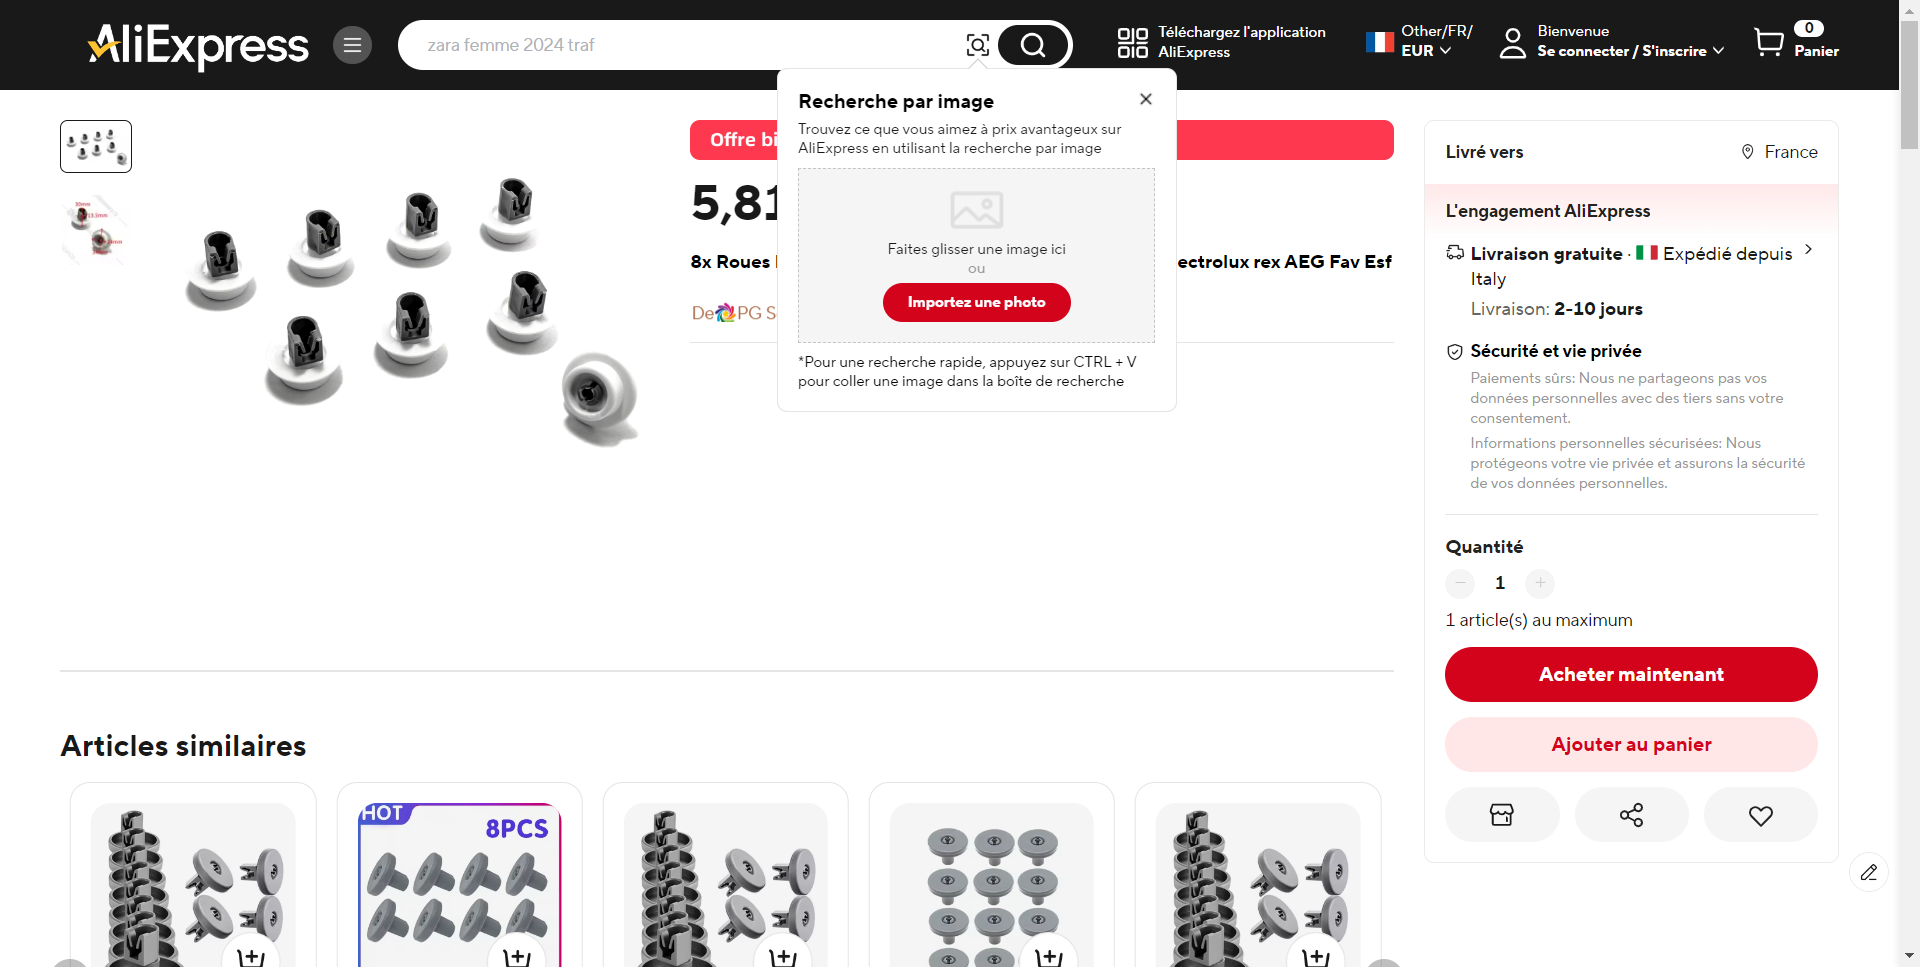 AliExpress
zara femme 2024 traf
Téléchargez l'application
AliExpress
Other/FR/
EUR
Bienvenue
Se connecter / S'inscrire
0
Panier
Recherche par image
Trouvez ce que vous aimez à prix avantageux sur
AliExpress en utilisant la recherche par image
Faites glisser une image ici
ou
Importez une photo
*Pour une recherche rapide, appuyez sur CTRL + V
pour coller une image dans la boîte de recherche
Offre bi
5,81
8x Roues
ectrolux rex AEG Fav Esf
De PG S
Livré vers
France
L'engagement AliExpress
Livraison gratuite · Expédié depuis
Italy
Livraison: 2-10 jours
Sécurité et vie privée
Paiements sûrs: Nous ne partageons pas vos
données personnelles avec des tiers sans votre
consentement.
Informations personnelles sécurisées: Nous
protégeons votre vie privée et assurons la sécurité
de vos données personnelles.
Quantité
− 1 +
1 article(s) au maximum
Acheter maintenant
Ajouter au panier
Articles similaires
HOT
8PCS